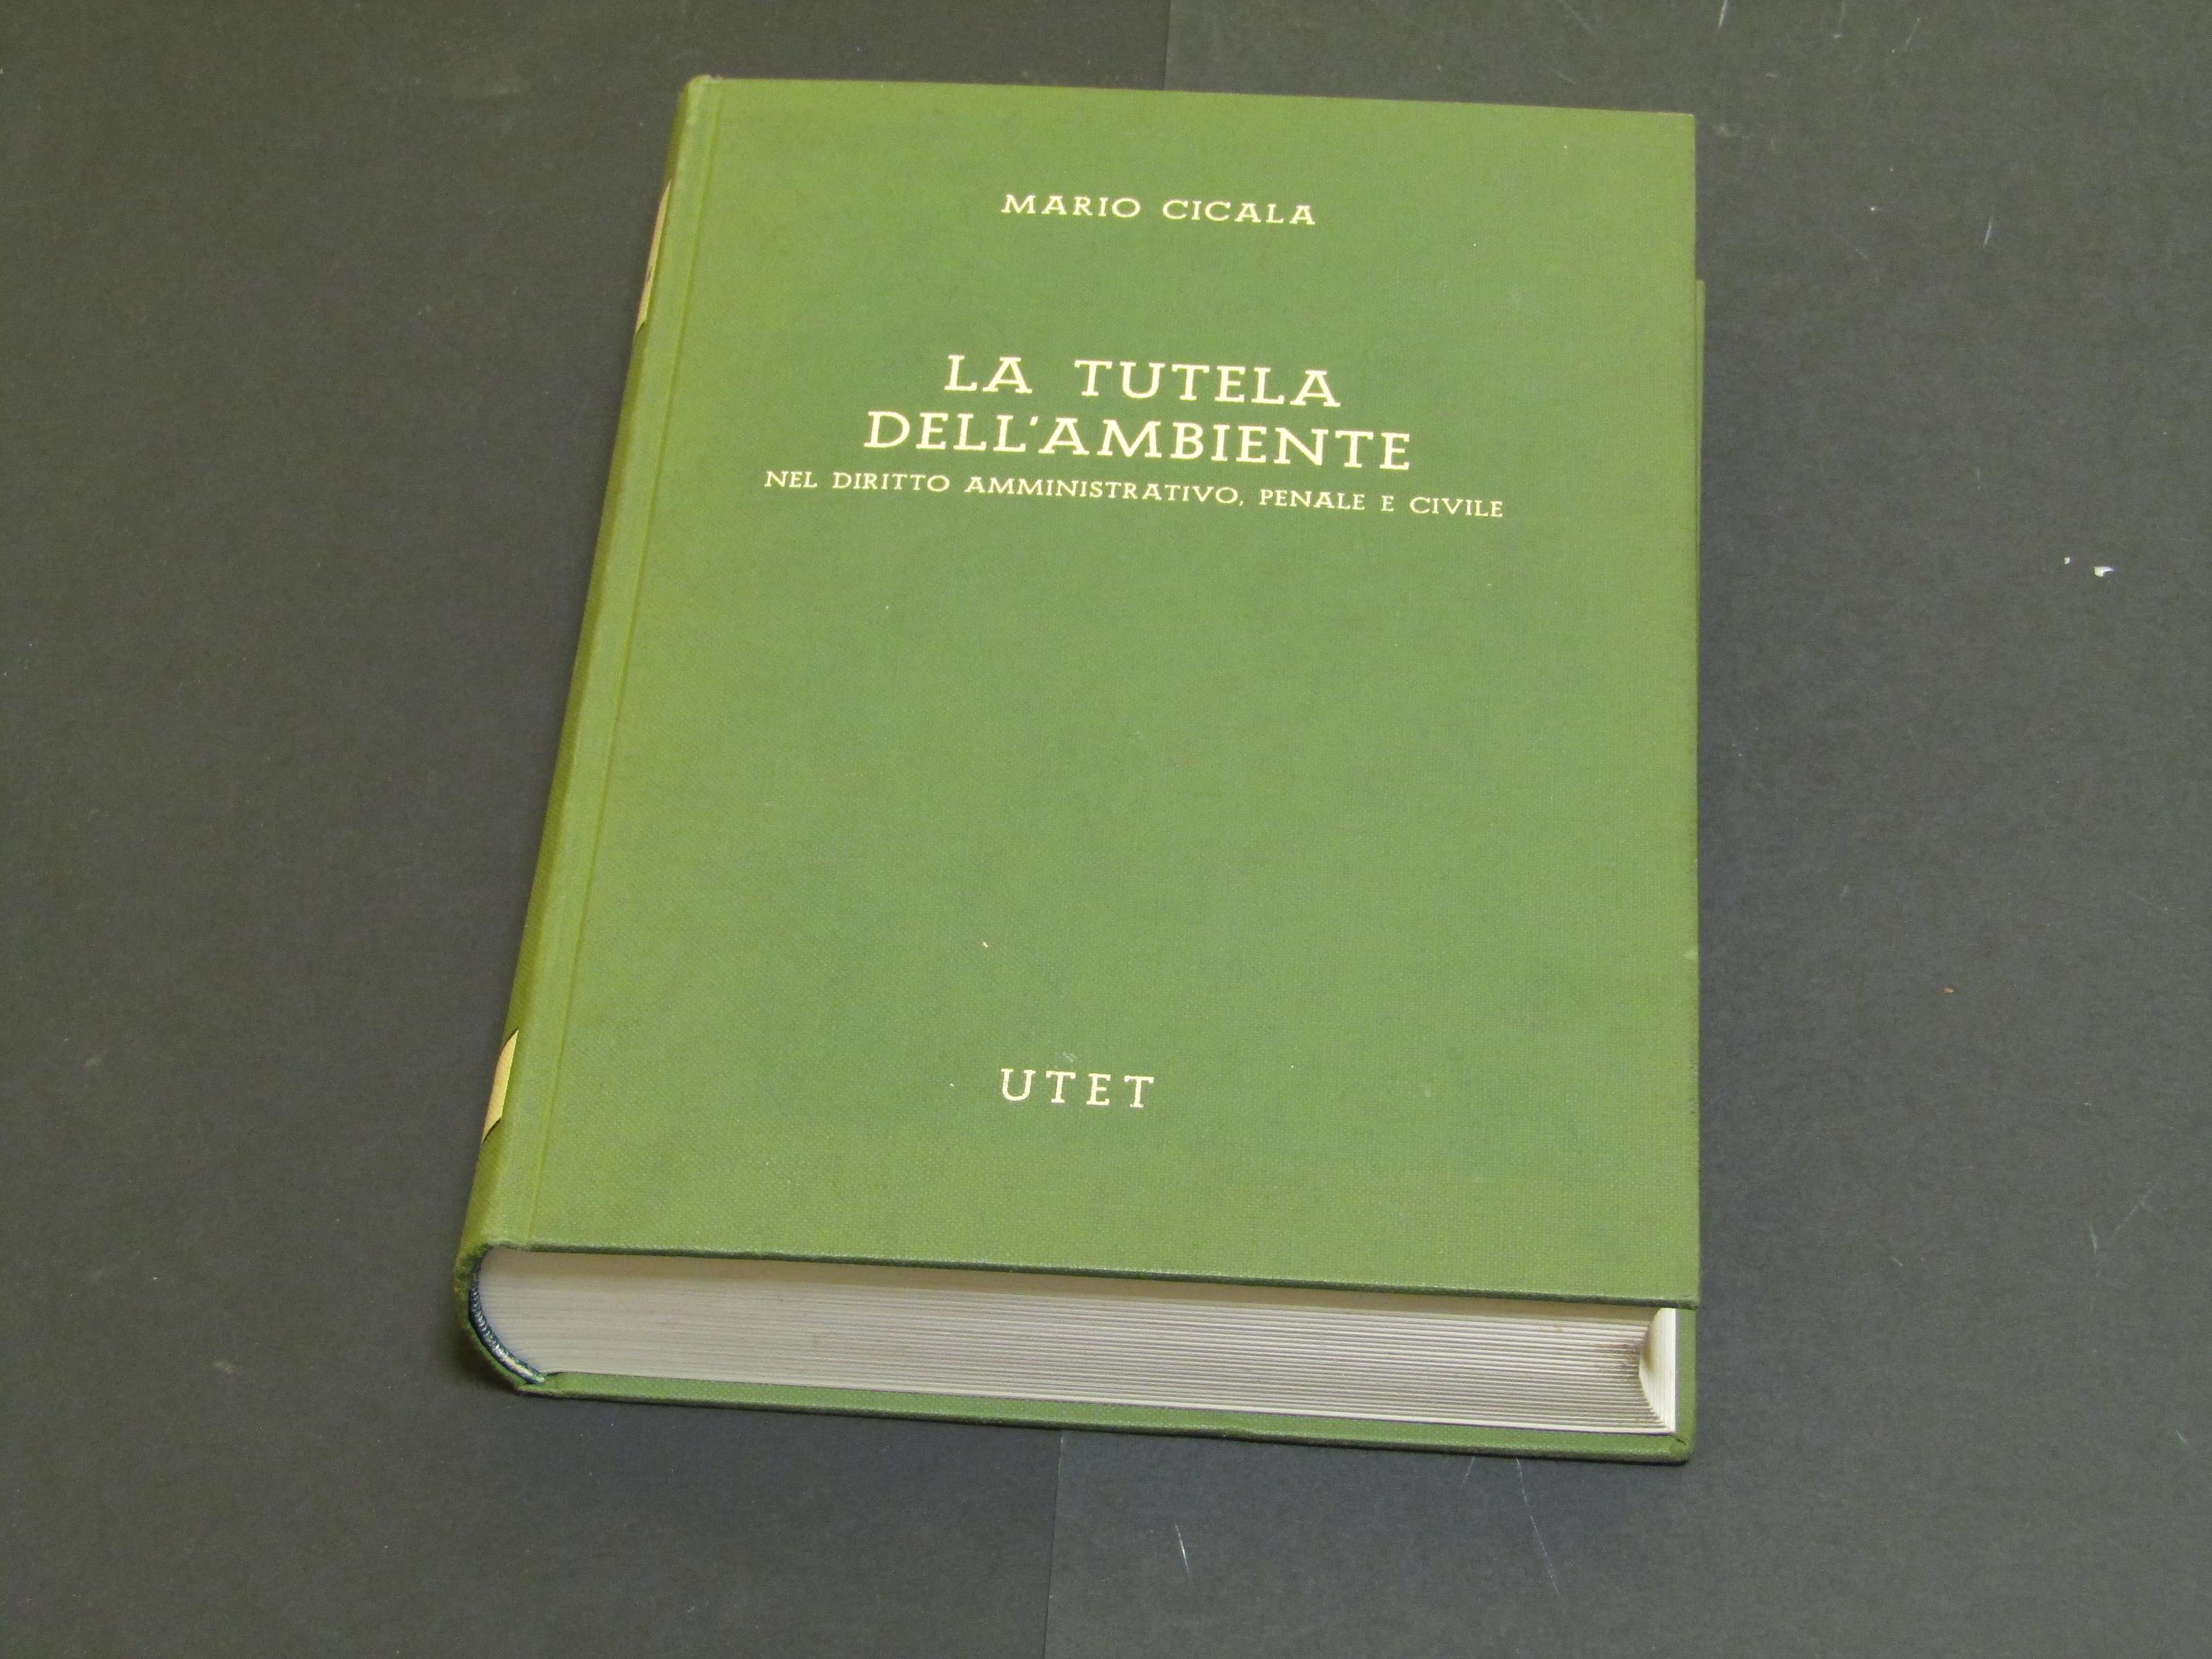 MARIO CICALA
LA TUTELA
DELL'AMBIENTE
NEL DIRITTO AMMINISTRATIVO, PENALE E CIVILE
UTET